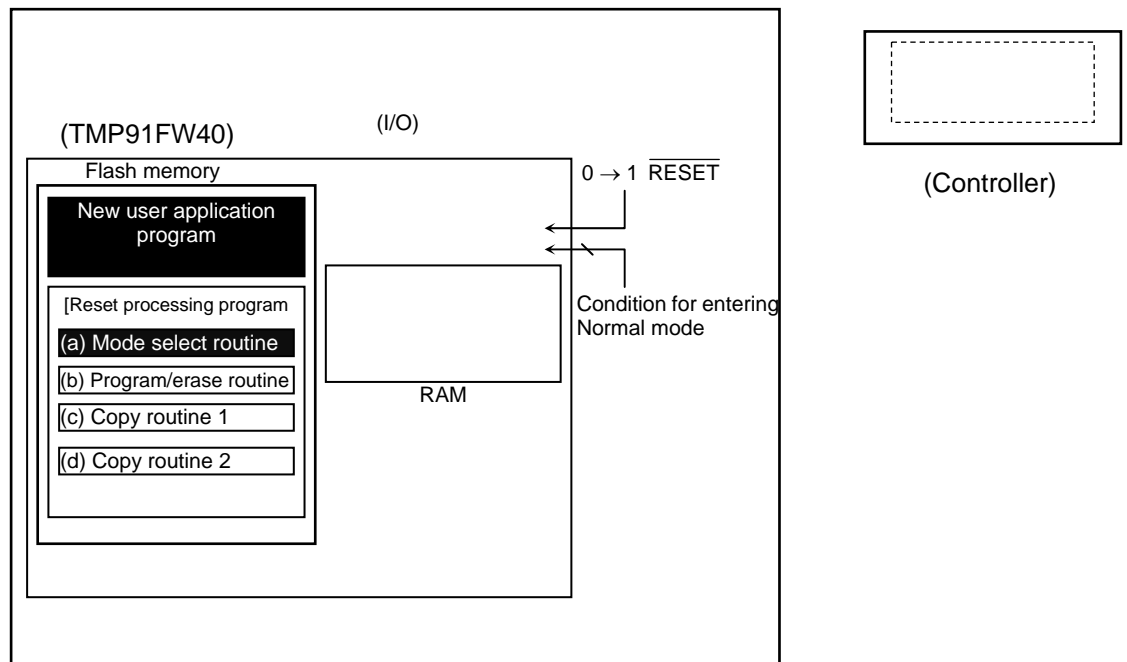 (TMP91FW40)
(I/O)
Flash memory
0 → 1 RESET
(Controller)
New user application
program
[Reset processing program
Condition for entering
Normal mode
(a) Mode select routine
(b) Program/erase routine
RAM
(c) Copy routine 1
(d) Copy routine 2